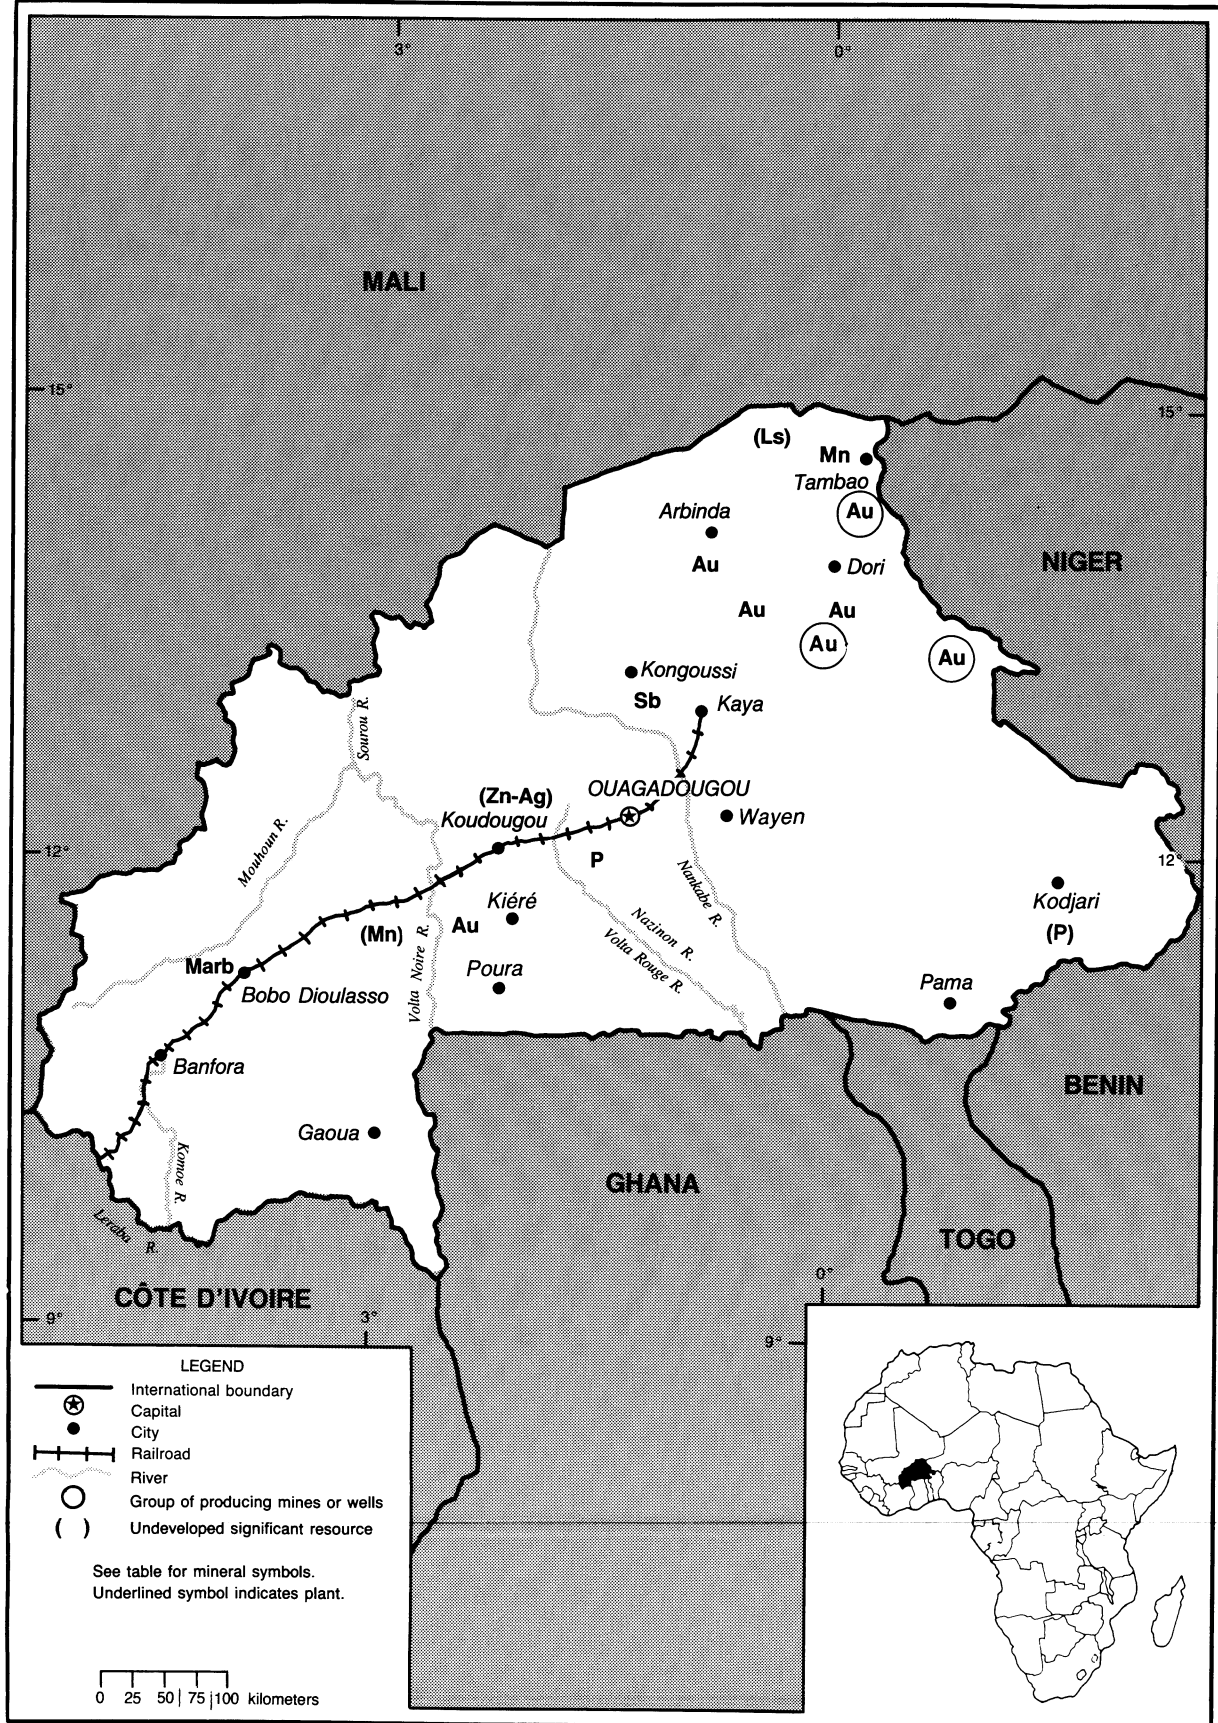 3°
0°
MALI
15°
15°
(Ls)
Mn
Tambao
Au
Arbinda
Au
Dori
NIGER
Au
Au
Au
Au
Kongoussi
Sb
Kaya
Sourou R.
OUAGADOUGOU
(Zn-Ag)
Koudougou
Wayen
Mouhoun R.
12°
12°
P
Nankabe R.
Kodjari
(P)
Kiéré
Au
(Mn)
Nazinon R.
Volta Rouge R.
Volta Noire R.
Marb
Bobo Dioulasso
Poura
Pama
Banfora
BENIN
Gaoua
Komoe R.
GHANA
Leraba R.
TOGO
CÔTE D'IVOIRE
0°
9°
3°
9°
LEGEND
International boundary
Capital
City
Railroad
River
Group of producing mines or wells
( ) Undeveloped significant resource
See table for mineral symbols.
Underlined symbol indicates plant.
0 25 50 75 100 kilometers